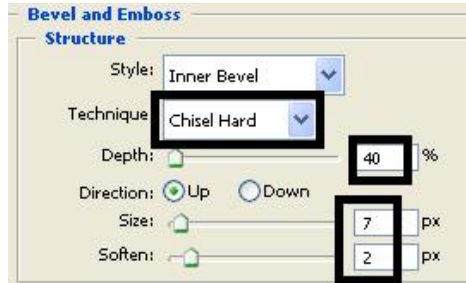 Bevel and Emboss
Structure
Style: Inner Bevel
Technique Chisel Hard
Depth: 40 %
Direction: Up Down
Size: 7 px
Soften: 2 px